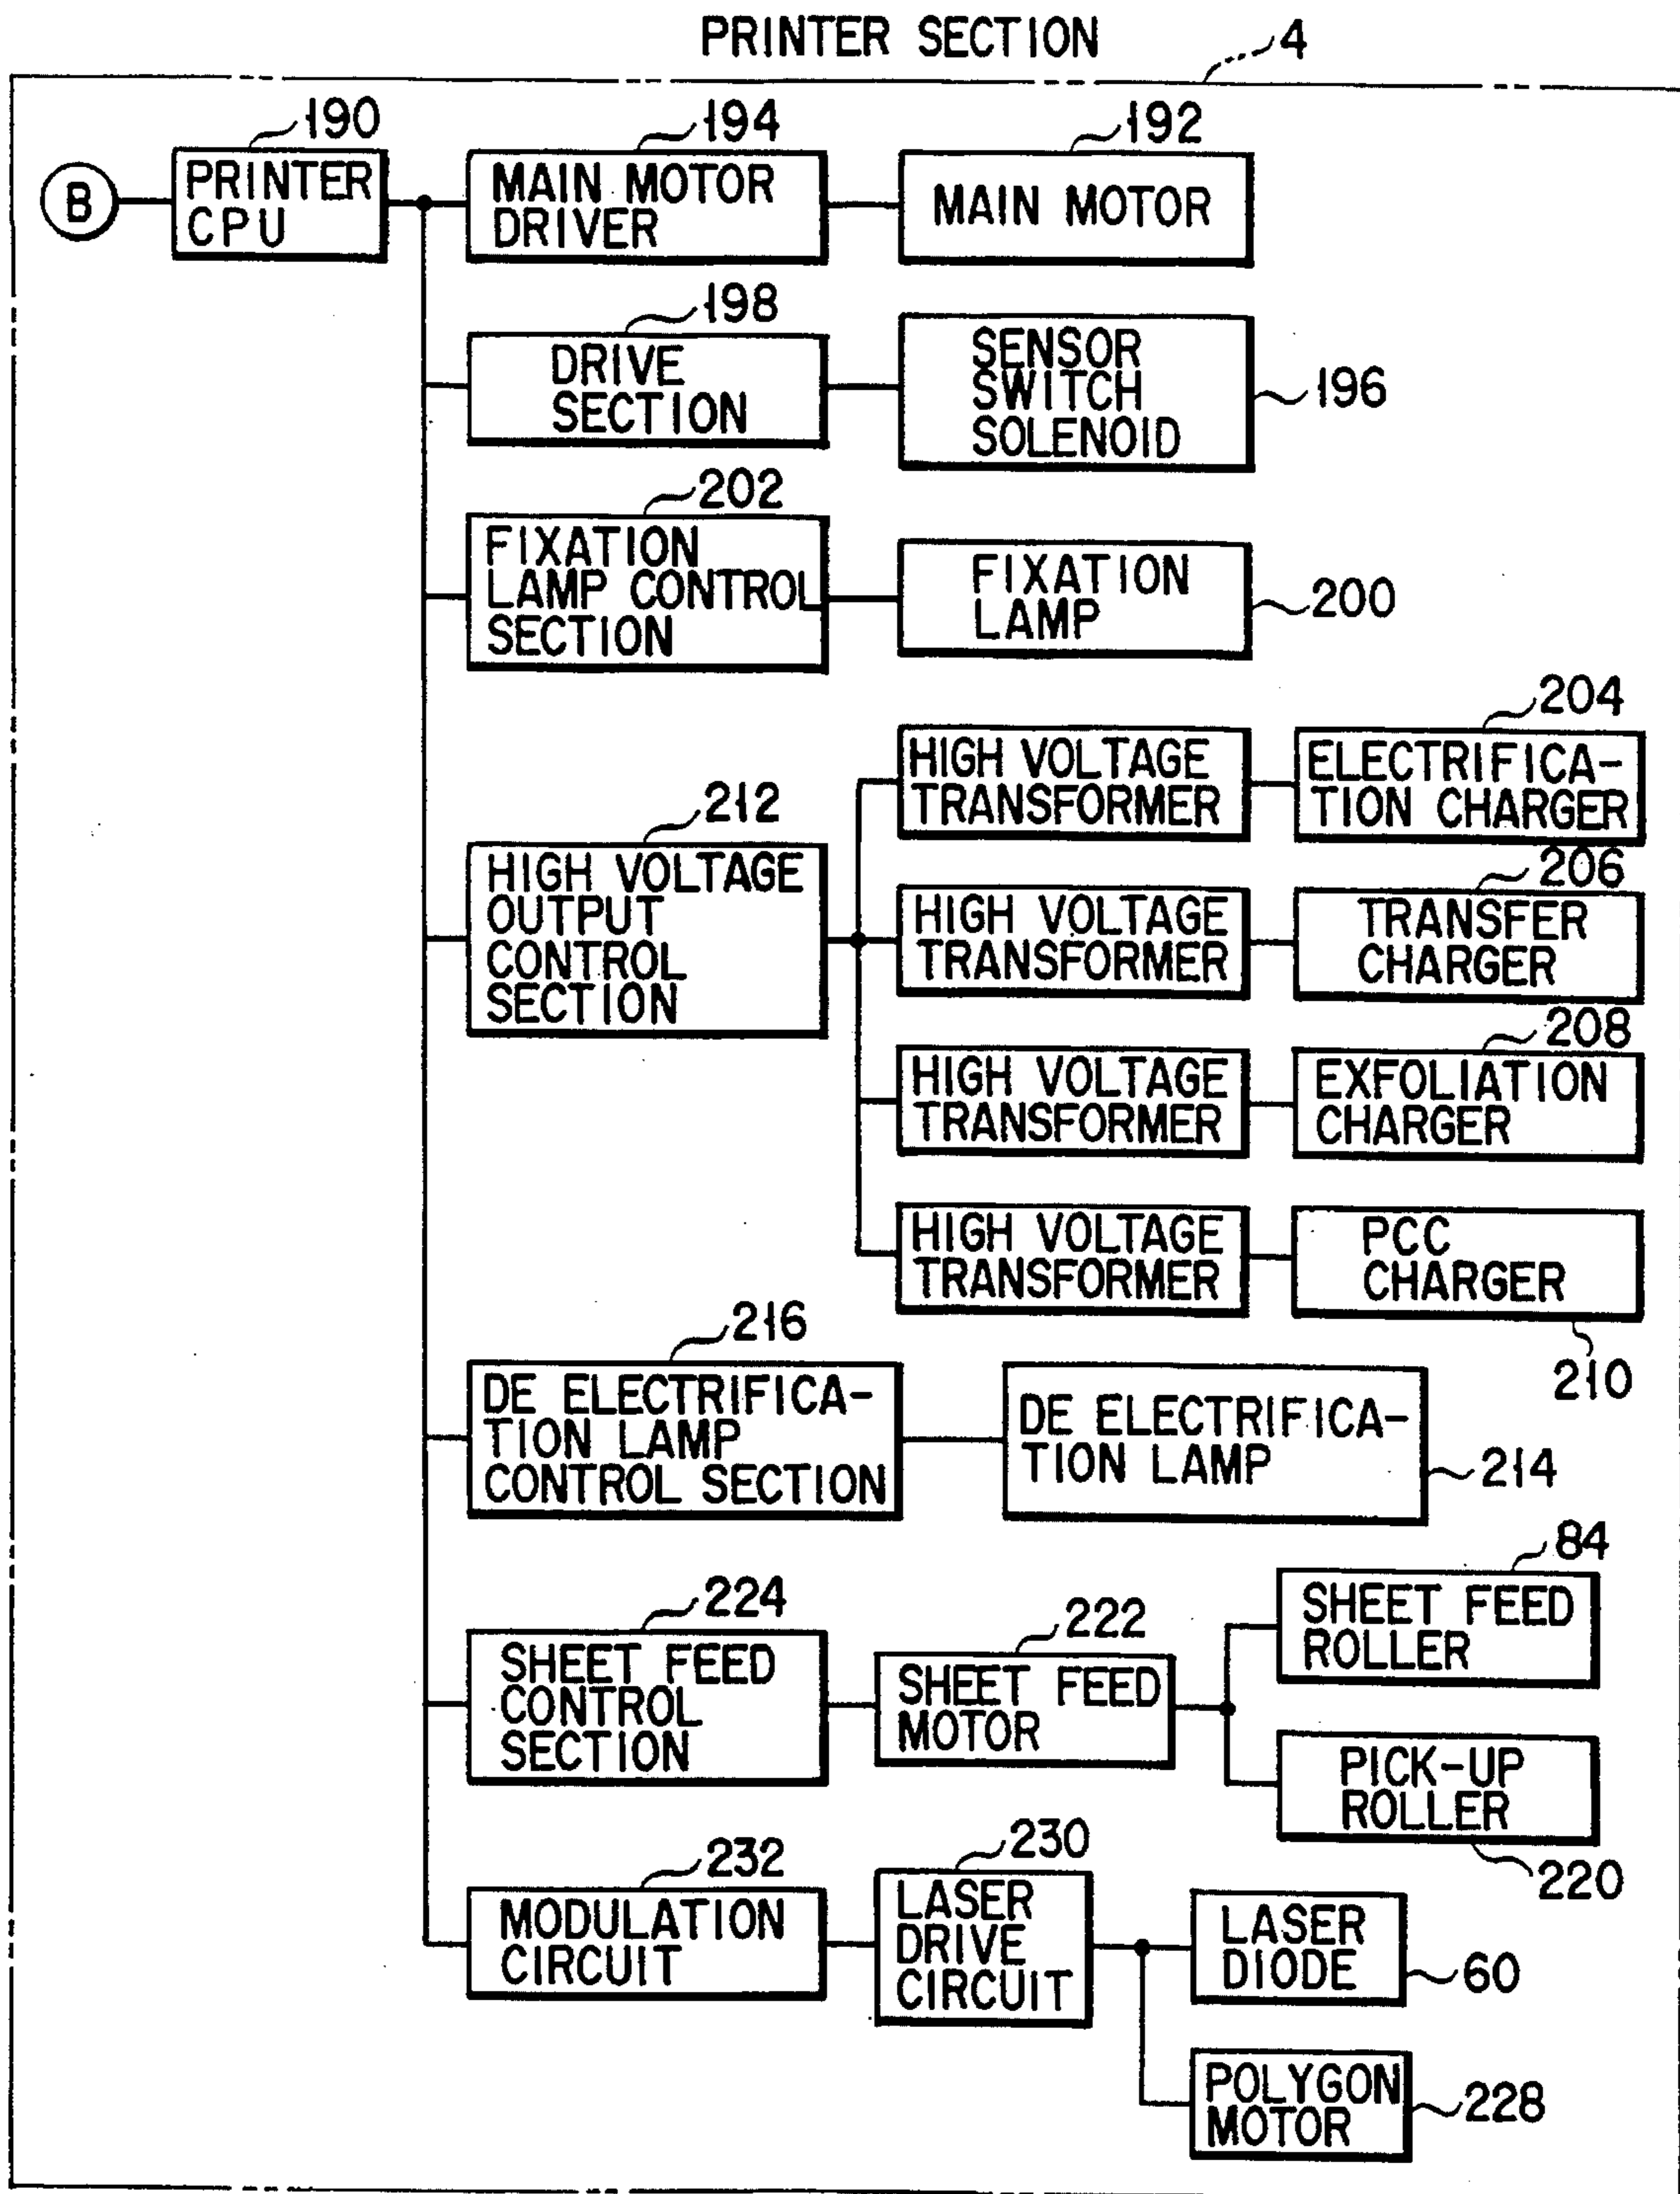 PRINTER SECTION
4
190
194
192
B
PRINTER
CPU
MAIN MOTOR
DRIVER
MAIN MOTOR
198
DRIVE
SECTION
SENSOR
SWITCH
SOLENOID
196
202
FIXATION
LAMP CONTROL
SECTION
FIXATION
LAMP
200
204
HIGH VOLTAGE
TRANSFORMER
ELECTRIFICA-
TION CHARGER
212
HIGH VOLTAGE
OUTPUT
CONTROL
SECTION
206
HIGH VOLTAGE
TRANSFORMER
TRANSFER
CHARGER
208
HIGH VOLTAGE
TRANSFORMER
EXFOLIATION
CHARGER
HIGH VOLTAGE
TRANSFORMER
PCC
CHARGER
210
216
DE ELECTRIFICA-
TION LAMP
CONTROL SECTION
DE ELECTRIFICA-
TION LAMP
214
224
SHEET FEED
CONTROL
SECTION
222
SHEET FEED
MOTOR
84
SHEET FEED
ROLLER
PICK-UP
ROLLER
220
232
MODULATION
CIRCUIT
230
LASER
DRIVE
CIRCUIT
LASER
DIODE
60
POLYGON
MOTOR
228